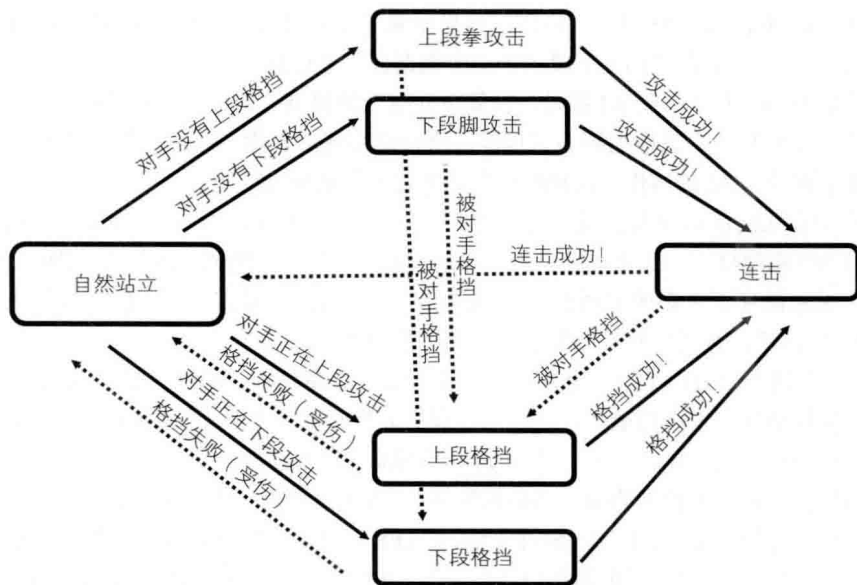 上段拳攻击
下段脚攻击
对手没有上段格挡
对手没有下段格挡
攻击成功！
攻击成功！
被对手格挡
被对手格挡
自然站立
连击成功！
连击
对手正在上段攻击
格挡失败（受伤）
对手正在下段攻击
格挡失败（受伤）
被对手格挡
格挡成功！
格挡成功！
上段格挡
下段格挡